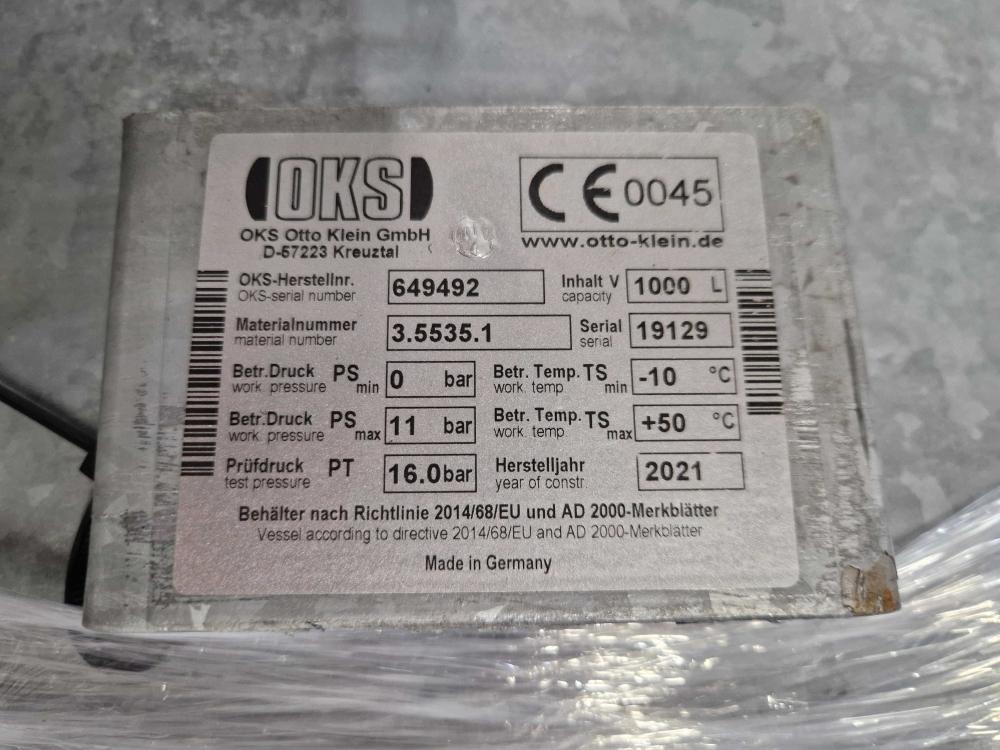 OKS
OKS Otto Klein GmbH
D-57223 Kreuztal
CE 0045
www.otto-klein.de
OKS-Herstellnr. 649492 Inhalt V 1000 L
OKS-serial number capacity
Materialnummer 3.5535.1 Serial 19129
material number serial
Betr.Druck PS min 0 bar Betr. Temp. TS min -10 °C
work. pressure work. temp.
Betr.Druck PS max 11 bar Betr. Temp. TS max +50 °C
work. pressure work. temp.
Prüfdruck PT 16.0 bar Herstelljahr 2021
test pressure year of constr.
Behälter nach Richtlinie 2014/68/EU und AD 2000-Merkblätter
Vessel according to directive 2014/68/EU and AD 2000-Merkblätter
Made in Germany